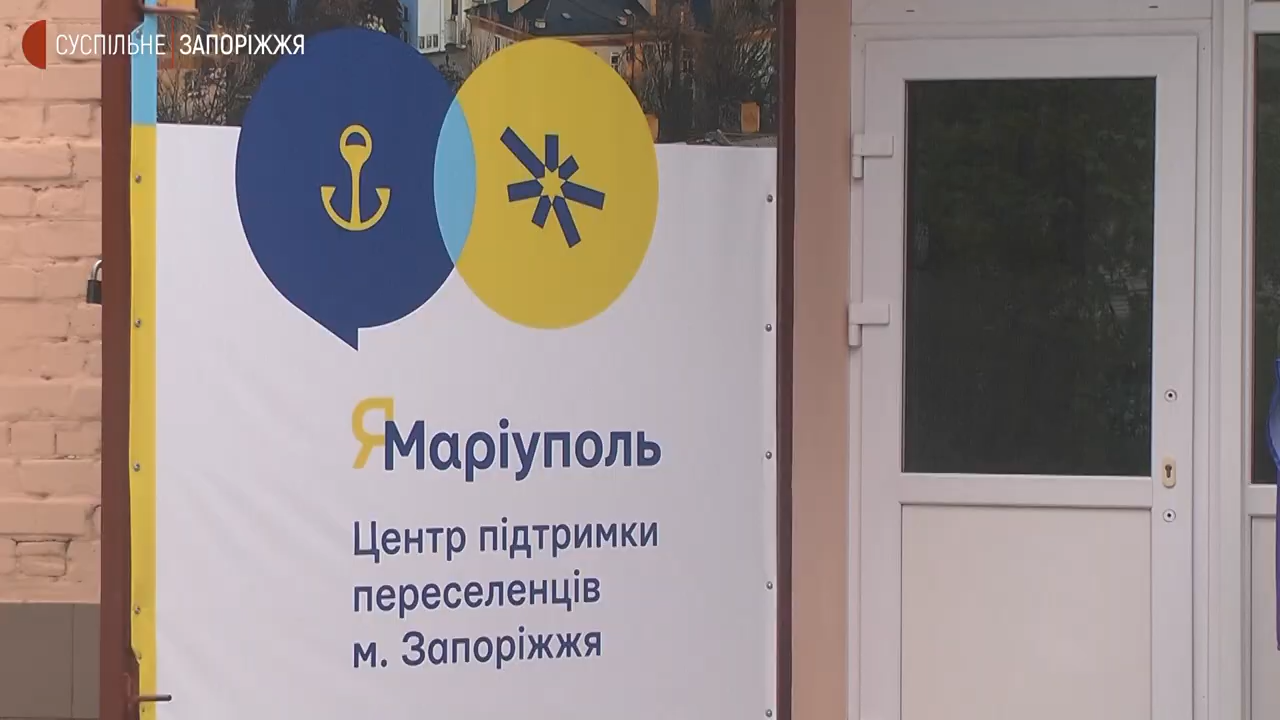 СУСПІЛЬНЕ ЗАПОРІЖЖЯ
ЯМаріуполь
Центр підтримки
переселенців
м. Запоріжжя